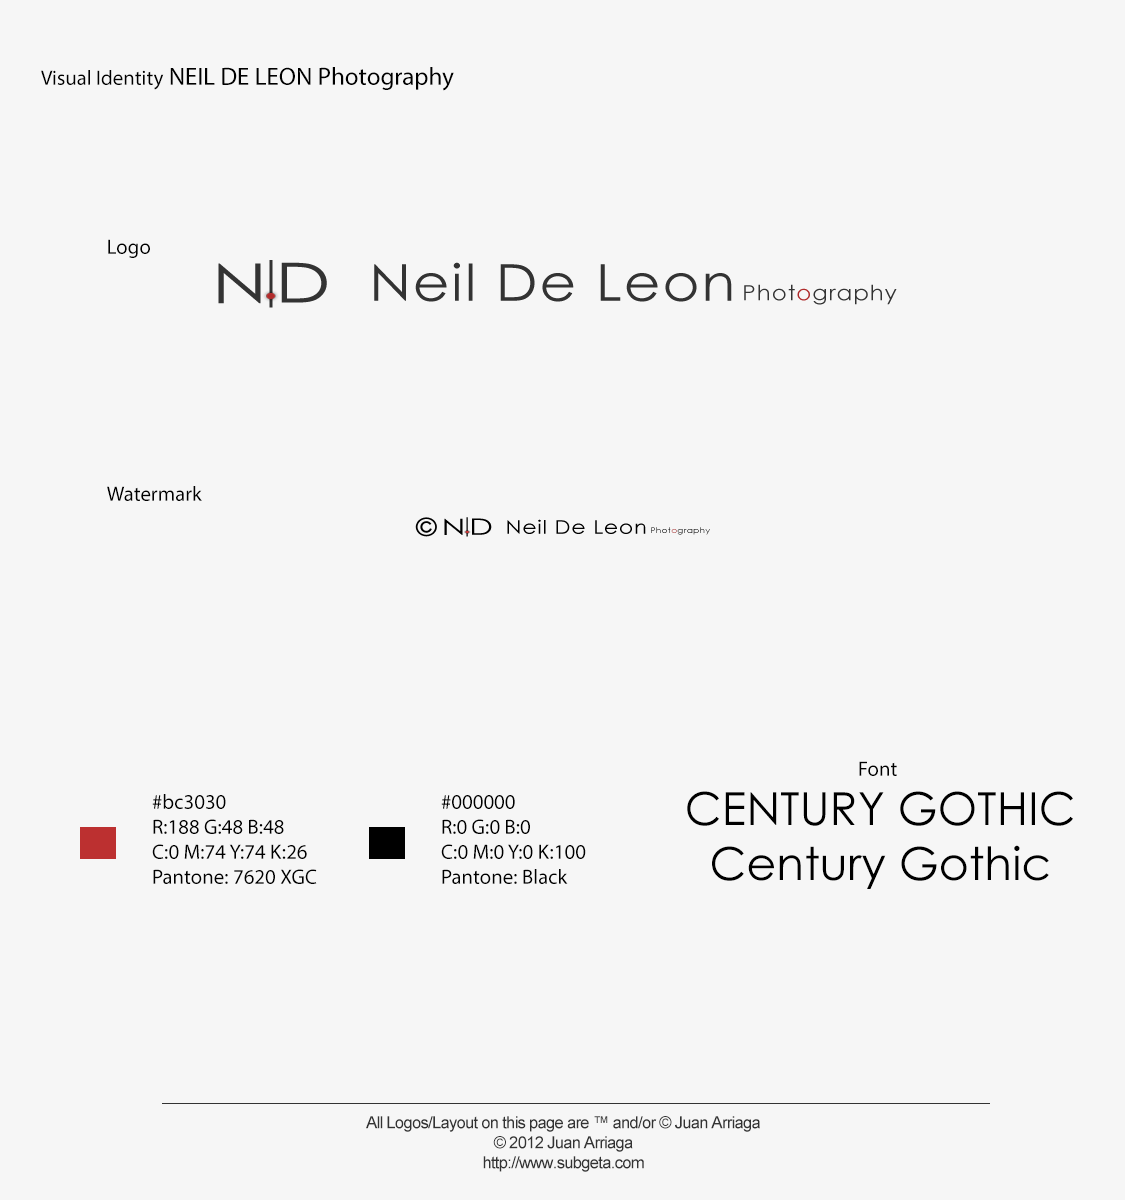 Visual Identity NEIL DE LEON Photography
Logo
N|D Neil De Leon Photography
Watermark
© N|D Neil De Leon Photography
#bc3030
R:188 G:48 B:48
C:0 M:74 Y:74 K:26
Pantone: 7620 XGC
#000000
R:0 G:0 B:0
C:0 M:0 Y:0 K:100
Pantone: Black
Font
CENTURY GOTHIC
Century Gothic
All Logos/Layout on this page are ™ and/or © Juan Arriaga
© 2012 Juan Arriaga
http://www.subgeta.com